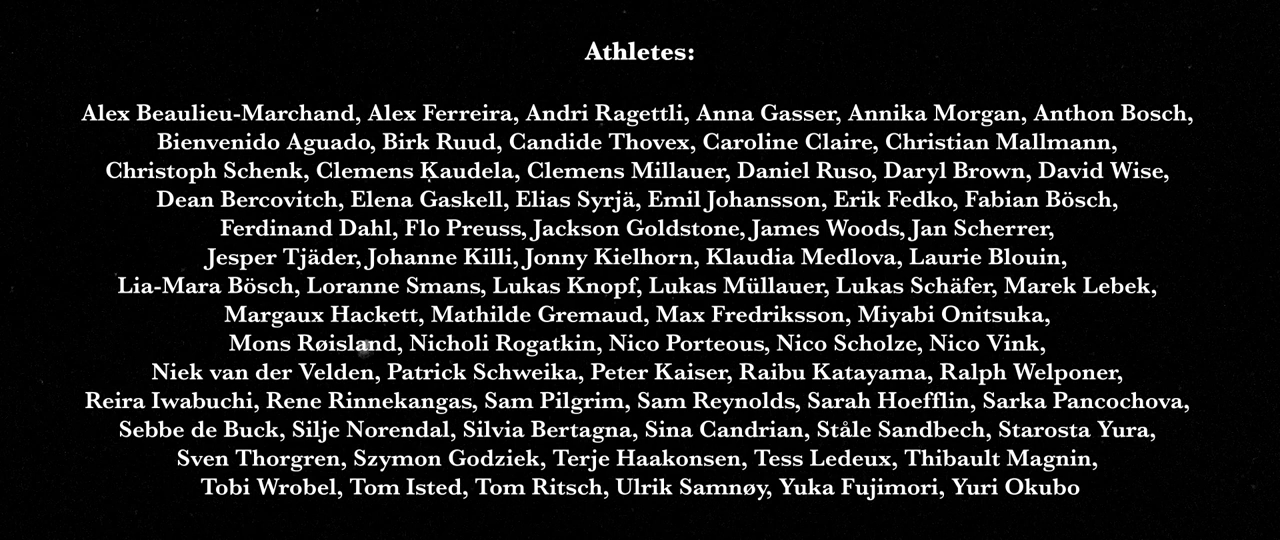 Athletes:
Alex Beaulieu-Marchand, Alex Ferreira, Andri Ragettli, Anna Gasser, Annika Morgan, Anthon Bosch,
Bienvenido Aguado, Birk Ruud, Candide Thovex, Caroline Claire, Christian Mallmann,
Christoph Schenk, Clemens Kaudela, Clemens Millauer, Daniel Ruso, Daryl Brown, David Wise,
Dean Bercovitch, Elena Gaskell, Elias Syrjä, Emil Johansson, Erik Fedko, Fabian Bösch,
Ferdinand Dahl, Flo Preuss, Jackson Goldstone, James Woods, Jan Scherrer,
Jesper Tjäder, Johanne Killi, Jonny Kielhorn, Klaudia Medlova, Laurie Blouin,
Lia-Mara Bösch, Loranne Smans, Lukas Knopf, Lukas Müllauer, Lukas Schäfer, Marek Lebek,
Margaux Hackett, Mathilde Gremaud, Max Fredriksson, Miyabi Onitsuka,
Mons Røisland, Nicholi Rogatkin, Nico Porteous, Nico Scholze, Nico Vink,
Niek van der Velden, Patrick Schweika, Peter Kaiser, Raibu Katayama, Ralph Welponer,
Reira Iwabuchi, Rene Rinnekangas, Sam Pilgrim, Sam Reynolds, Sarah Hoefflin, Sarka Pancochova,
Sebbe de Buck, Silje Norendal, Silvia Bertagna, Sina Candrian, Ståle Sandbech, Starosta Yura,
Sven Thorgren, Szymon Godziek, Terje Haakonsen, Tess Ledeux, Thibault Magnin,
Tobi Wrobel, Tom Isted, Tom Ritsch, Ulrik Samnøy, Yuka Fujimori, Yuri Okubo